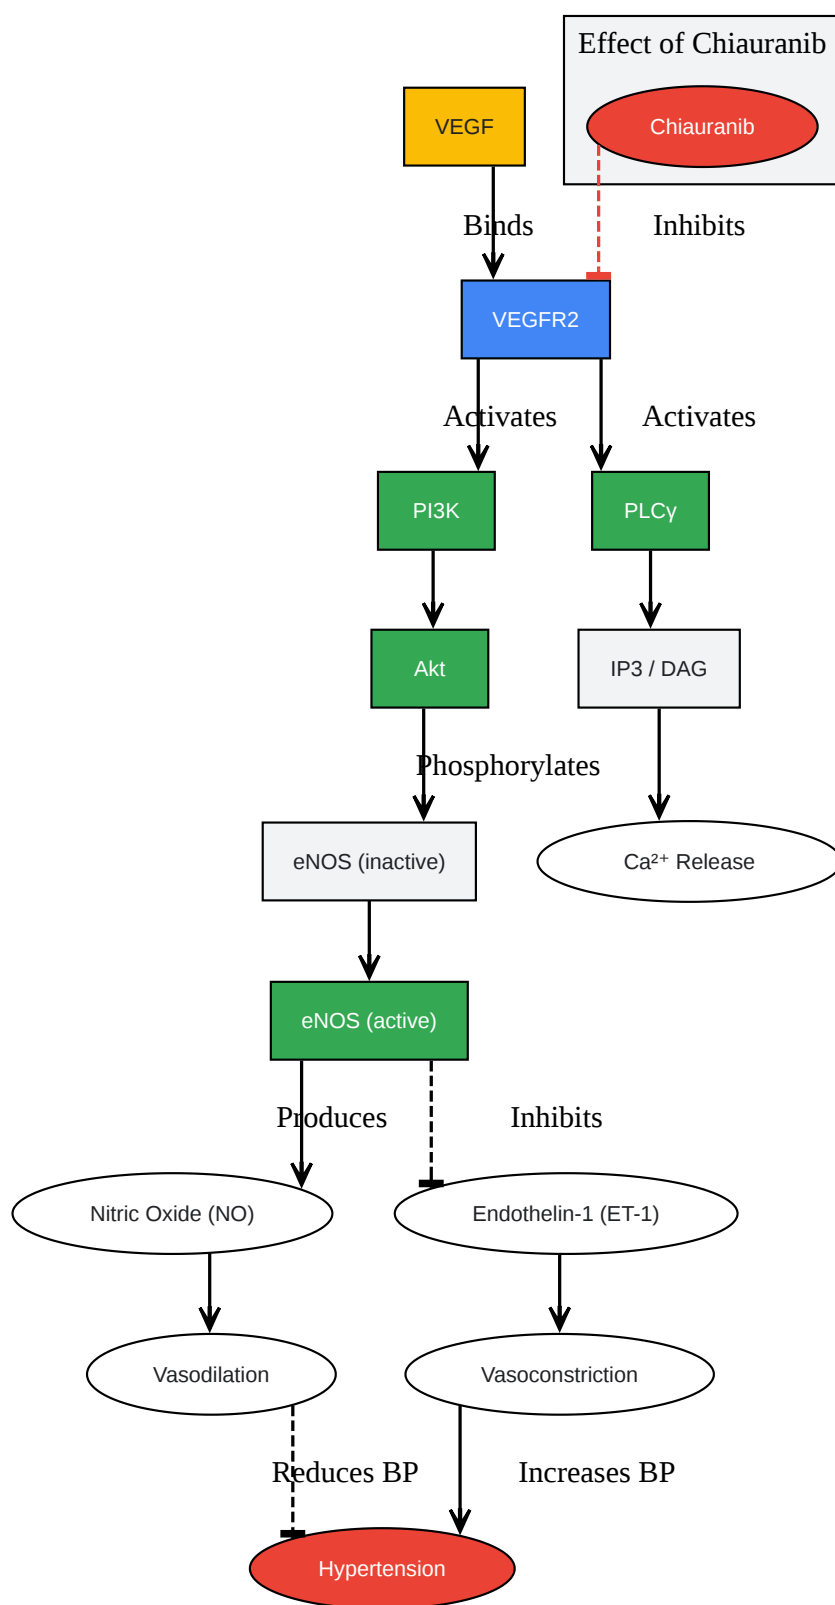 Effect of Chiauranib
VEGF
Chiauranib
Binds
Inhibits
VEGFR2
Activates
Activates
PI3K
PLCγ
Akt
IP3 / DAG
Phosphorylates
eNOS (inactive)
Ca²⁺ Release
eNOS (active)
Produces
Inhibits
Nitric Oxide (NO)
Endothelin-1 (ET-1)
Vasodilation
Vasoconstriction
Reduces BP
Increases BP
Hypertension